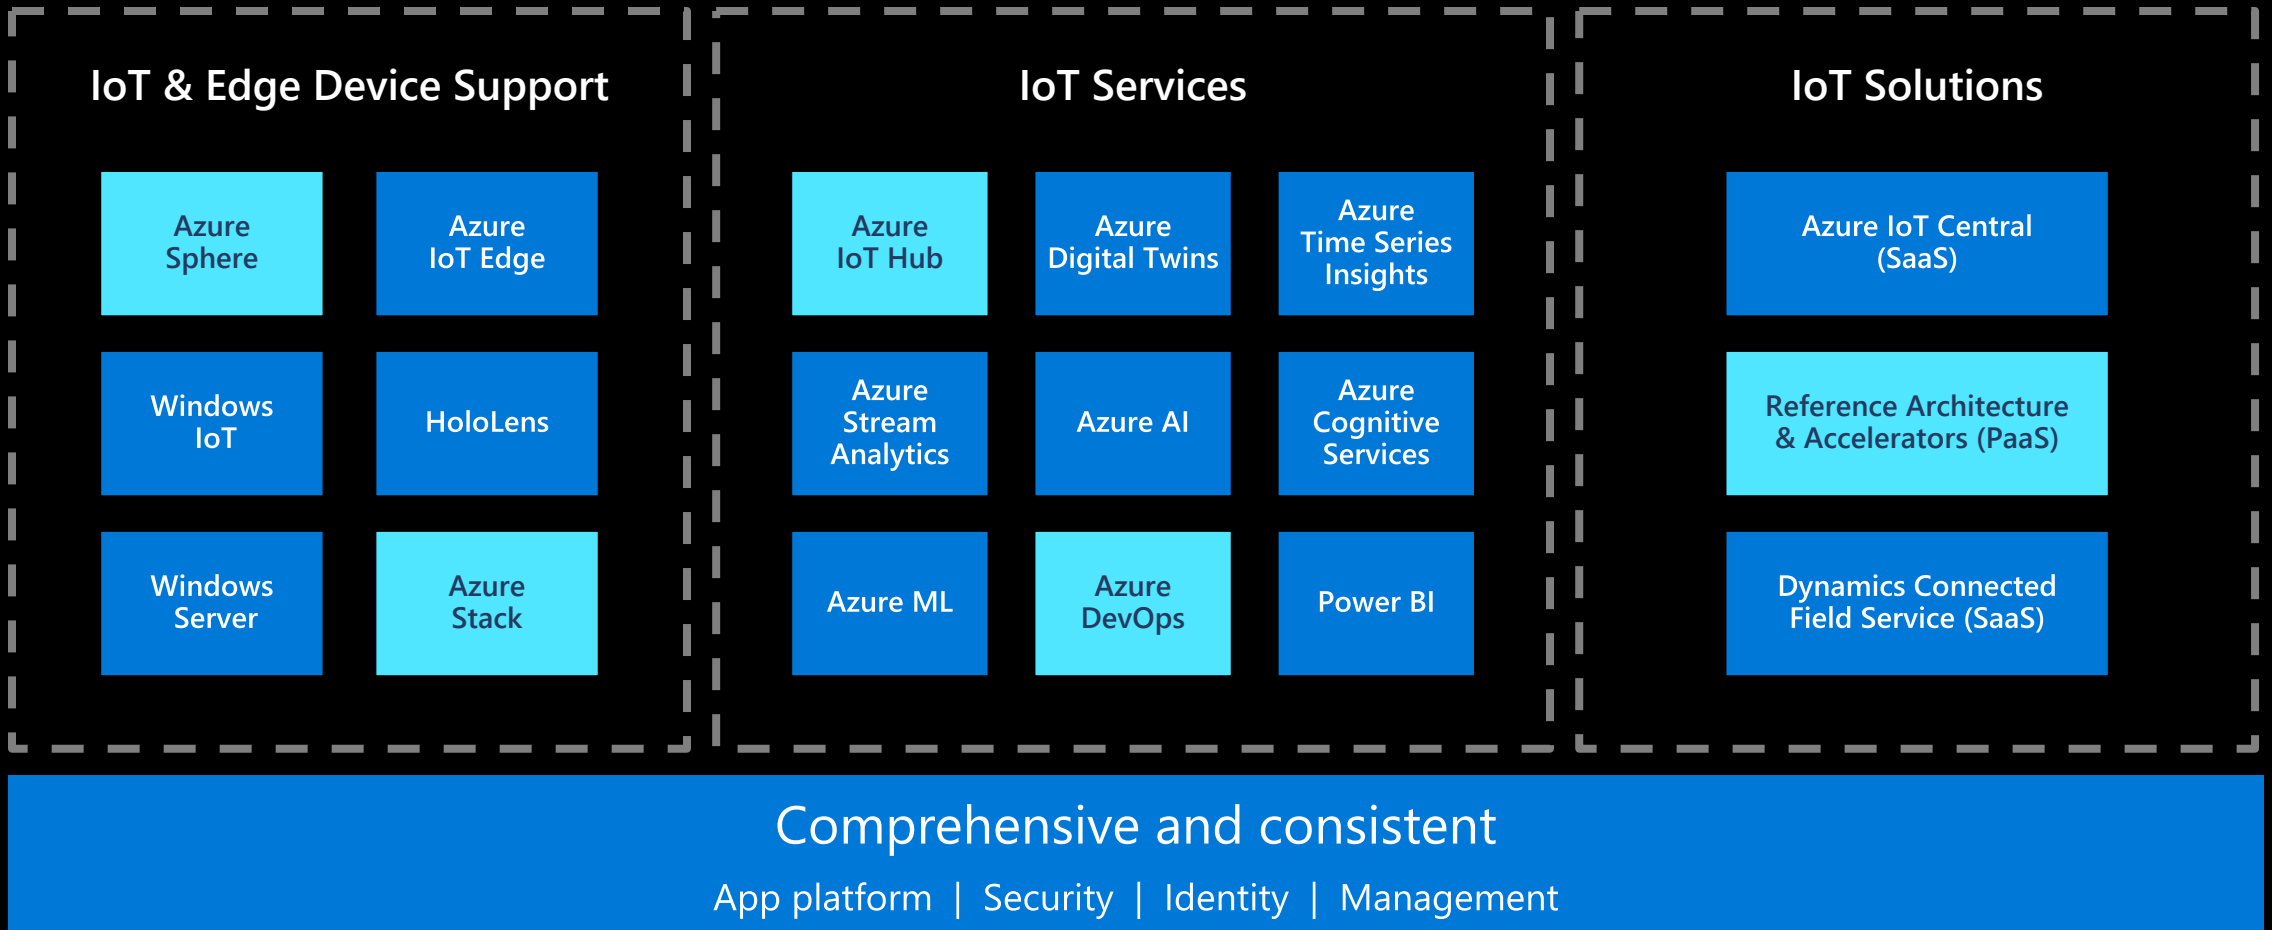 IoT & Edge Device Support
Azure
Sphere
Azure
IoT Edge
Windows
IoT
HoloLens
Windows
Server
Azure
Stack
IoT Services
Azure
IoT Hub
Azure
Digital Twins
Azure
Time Series
Insights
Azure
Stream
Analytics
Azure AI
Azure
Cognitive
Services
Azure ML
Azure
DevOps
Power BI
IoT Solutions
Azure IoT Central
(SaaS)
Reference Architecture
& Accelerators (PaaS)
Dynamics Connected
Field Service (SaaS)
Comprehensive and consistent
App platform | Security | Identity | Management